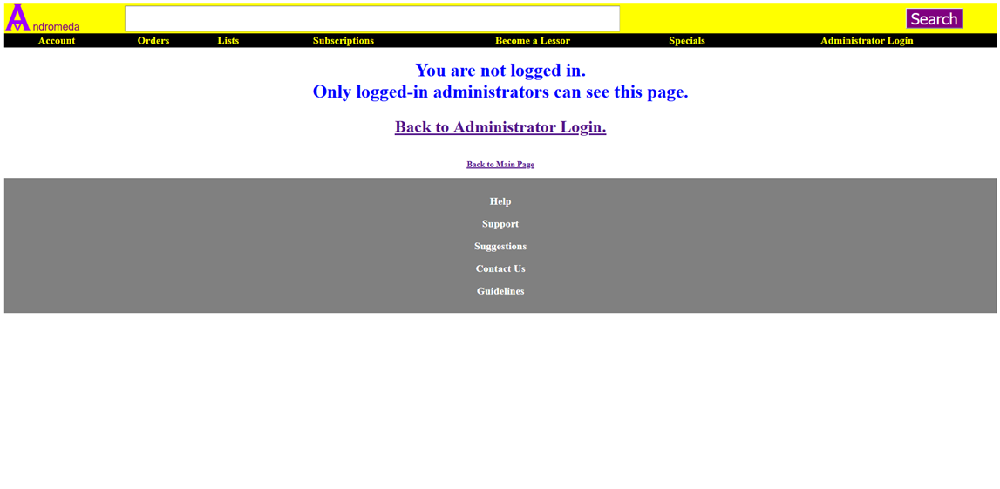 Andromeda
Search
Account Orders Lists Subscriptions Become a Lessor Specials Administrator Login
You are not logged in.
Only logged-in administrators can see this page.
Back to Administrator Login.
Back to Main Page
Help
Support
Suggestions
Contact Us
Guidelines